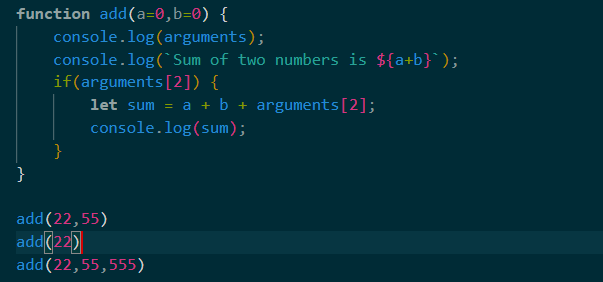 function add(a=0,b=0) {
    console.log(arguments);
    console.log(`Sum of two numbers is ${a+b}`);
    if(arguments[2]) {
        let sum = a + b + arguments[2];
        console.log(sum);
    }
}

add(22,55)
add(22)
add(22,55,555)